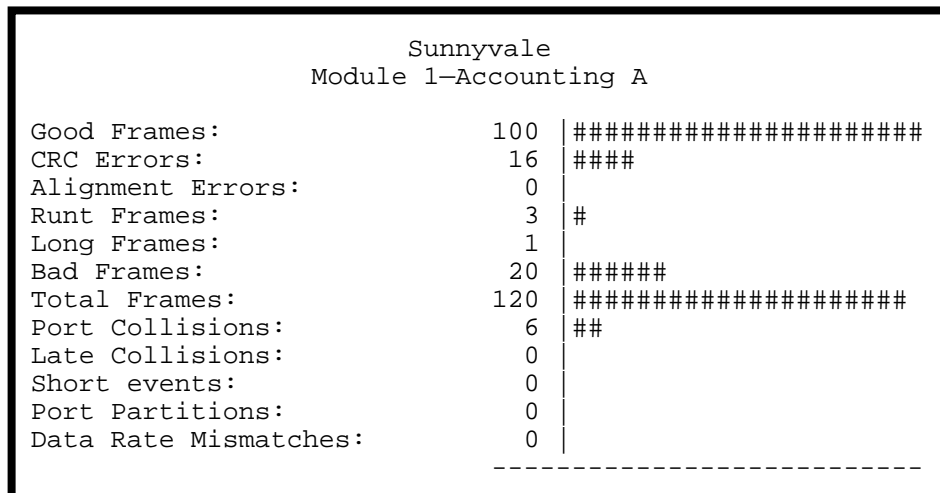 Sunnyvale
Module 1—Accounting A
Good Frames: 100 |######################
CRC Errors: 16 |####
Alignment Errors: 0 |
Runt Frames: 3 |#
Long Frames: 1 |
Bad Frames: 20 |######
Total Frames: 120 |#####################
Port Collisions: 6 |##
Late Collisions: 0 |
Short events: 0 |
Port Partitions: 0 |
Data Rate Mismatches: 0 |
---------------------------